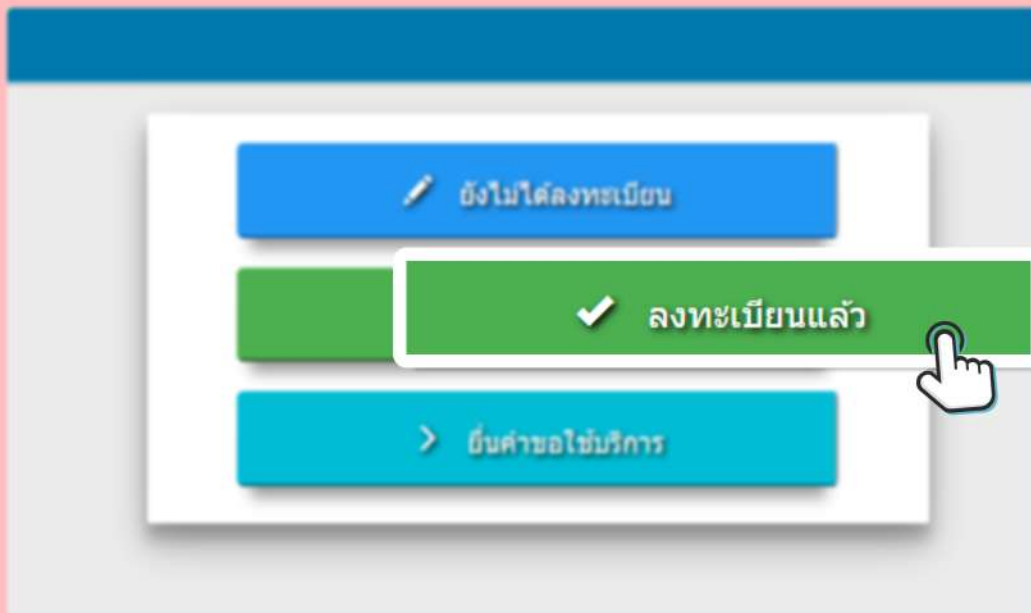 ยังไม่ได้ลงทะเบียน
ลงทะเบียนแล้ว
ยื่นคำขอใช้บริการ